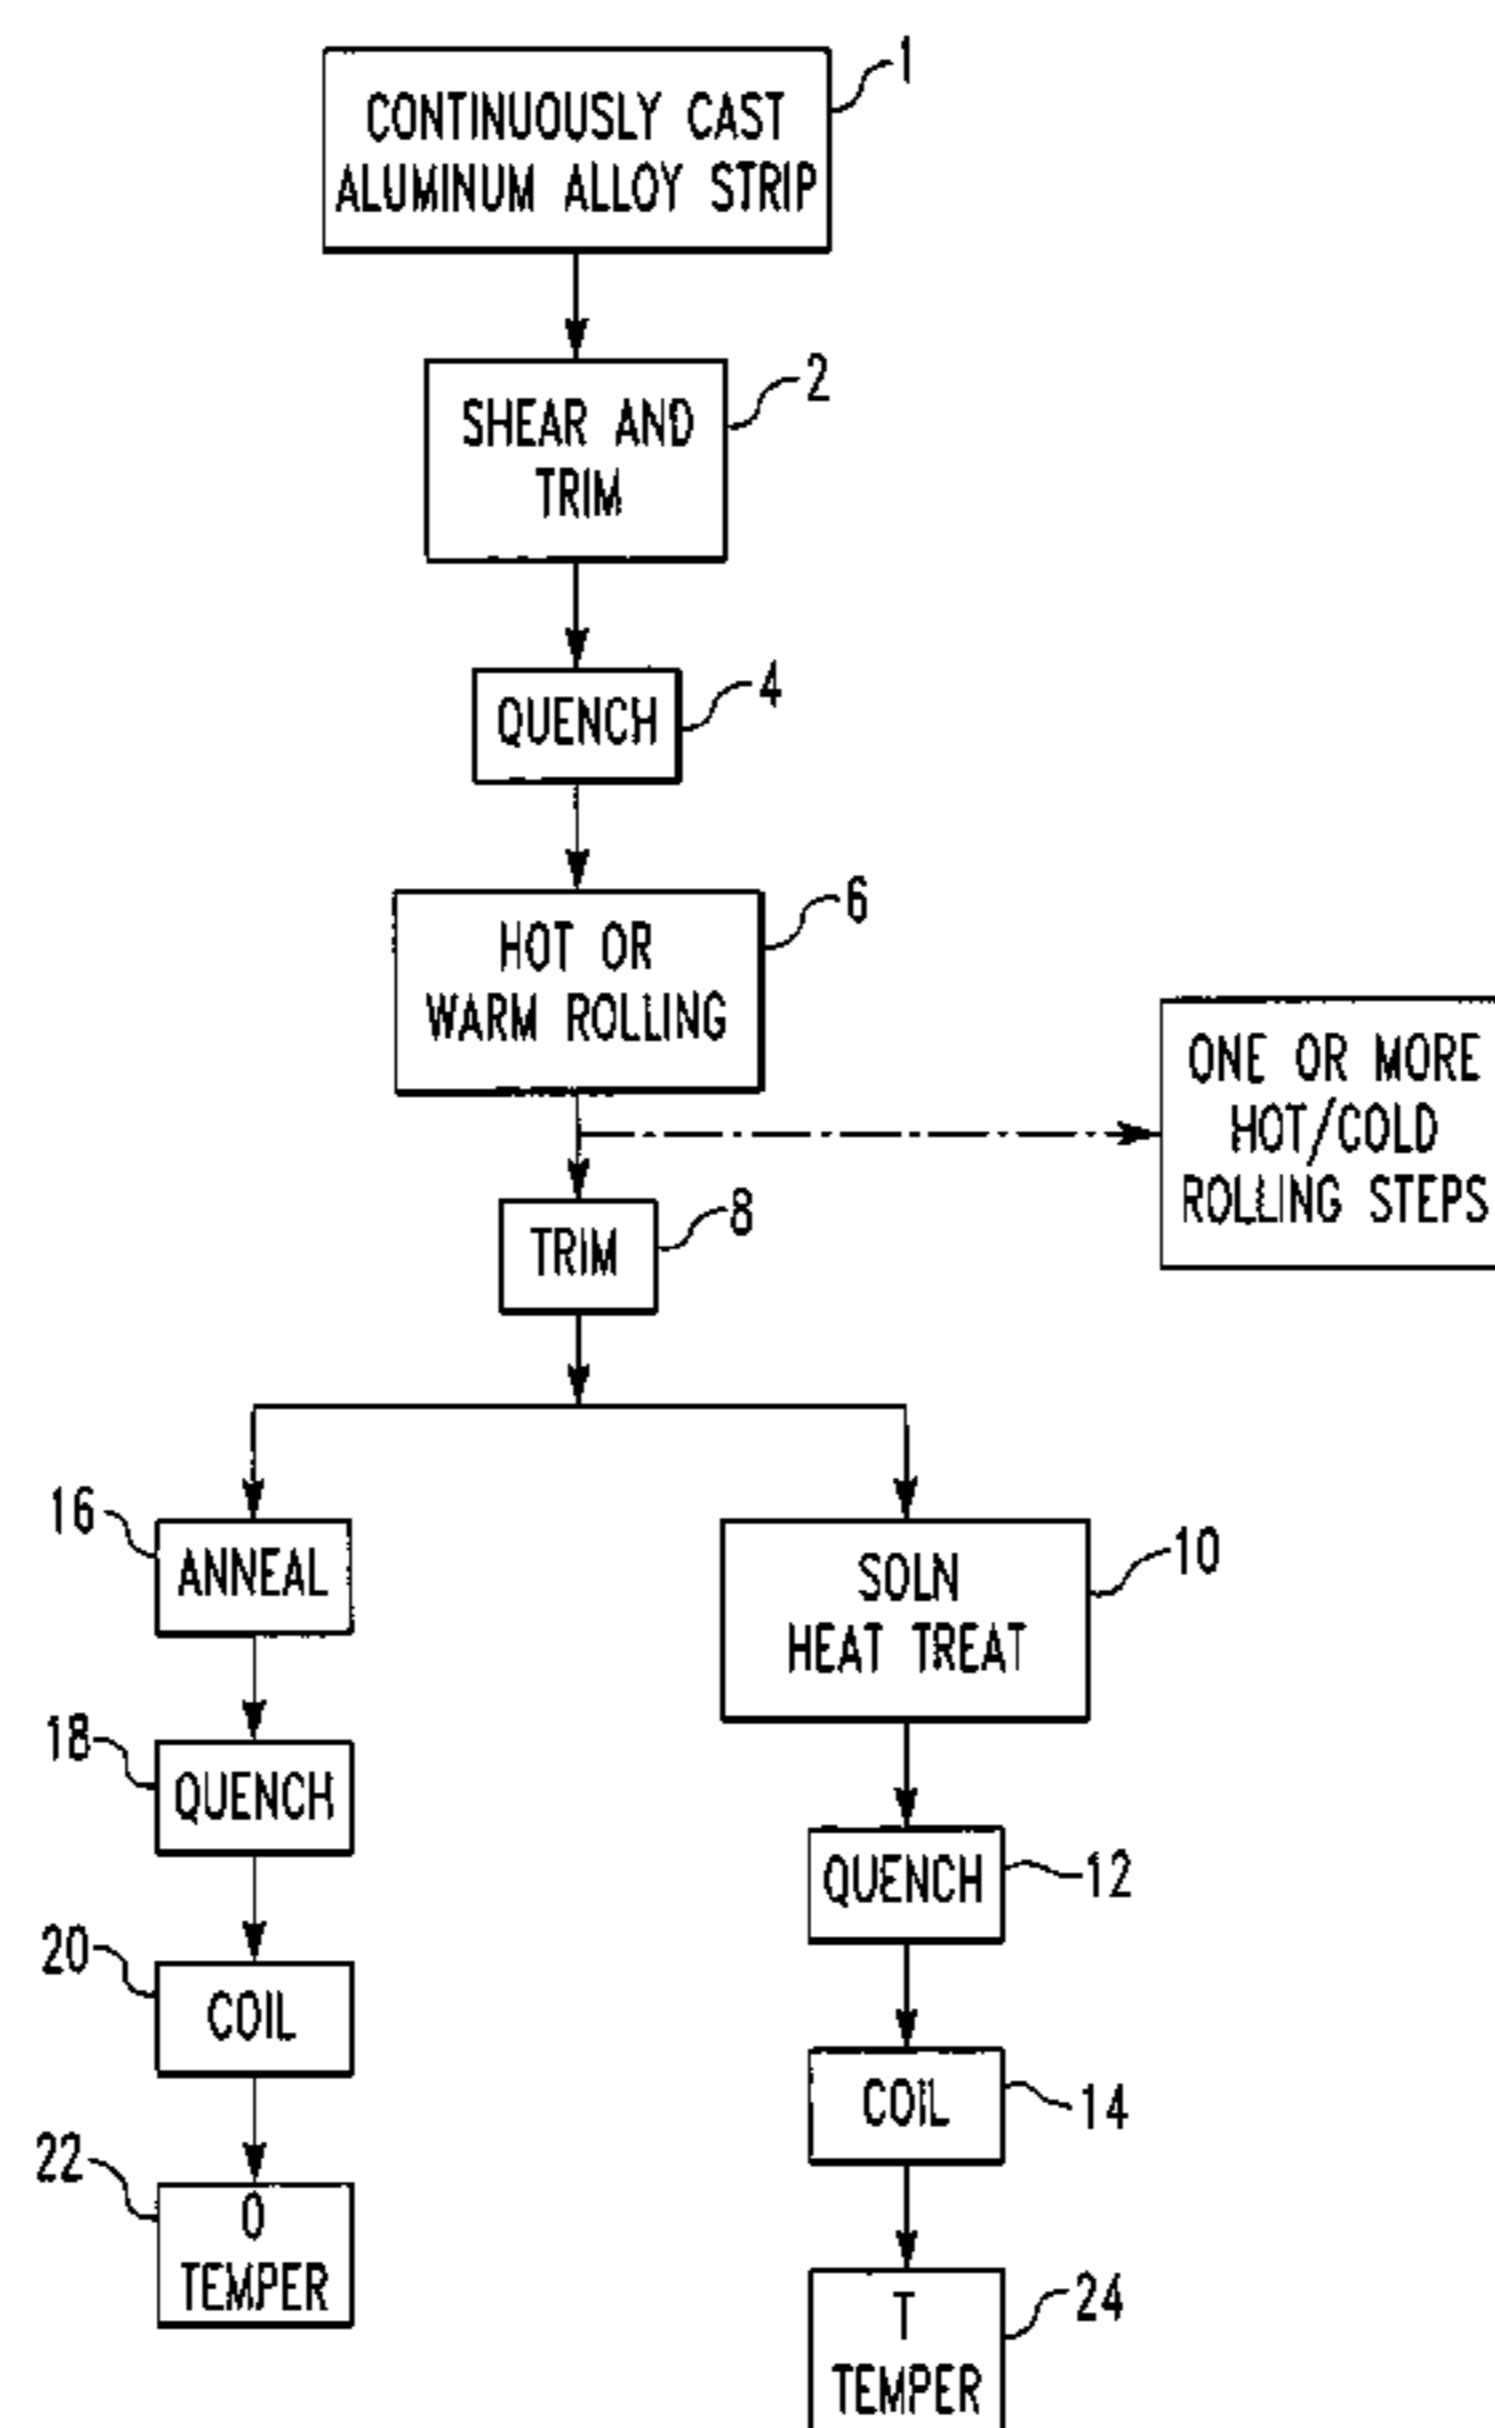 1
CONTINUOUSLY CAST
ALUMINUM ALLOY STRIP
2
SHEAR AND
TRIM
4
QUENCH
6
HOT OR
WARM ROLLING
ONE OR MORE
HOT/COLD
ROLLING STEPS
8
TRIM
16
ANNEAL
10
SOLN
HEAT TREAT
18
QUENCH
12
QUENCH
20
COIL
14
COIL
22
O
TEMPER
24
T
TEMPER